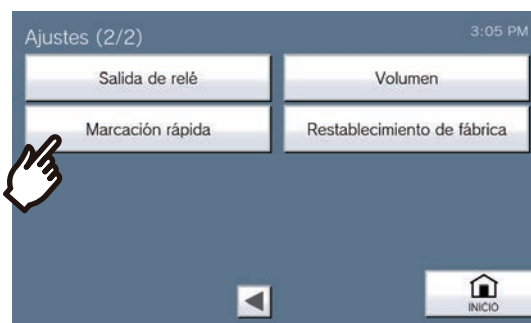 Ajustes (2/2) 3:05 PM
Salida de relé Volumen
Marcación rápida Restablecimiento de fábrica
INICIO